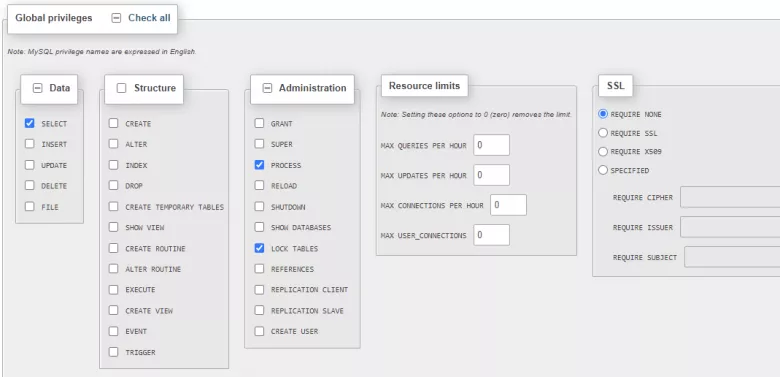 Global privileges Check all
Note: MySQL privilege names are expressed in English.
Data
SELECT
INSERT
UPDATE
DELETE
FILE
Structure
CREATE
ALTER
INDEX
DROP
CREATE TEMPORARY TABLES
SHOW VIEW
CREATE ROUTINE
ALTER ROUTINE
EXECUTE
CREATE VIEW
EVENT
TRIGGER
Administration
GRANT
SUPER
PROCESS
RELOAD
SHUTDOWN
SHOW DATABASES
LOCK TABLES
REFERENCES
REPLICATION CLIENT
REPLICATION SLAVE
CREATE USER
Resource limits
Note: Setting these options to 0 (zero) removes the limit.
MAX QUERIES PER HOUR 0
MAX UPDATES PER HOUR 0
MAX CONNECTIONS PER HOUR 0
MAX USER_CONNECTIONS 0
SSL
REQUIRE NONE
REQUIRE SSL
REQUIRE X509
SPECIFIED
REQUIRE CIPHER
REQUIRE ISSUER
REQUIRE SUBJECT